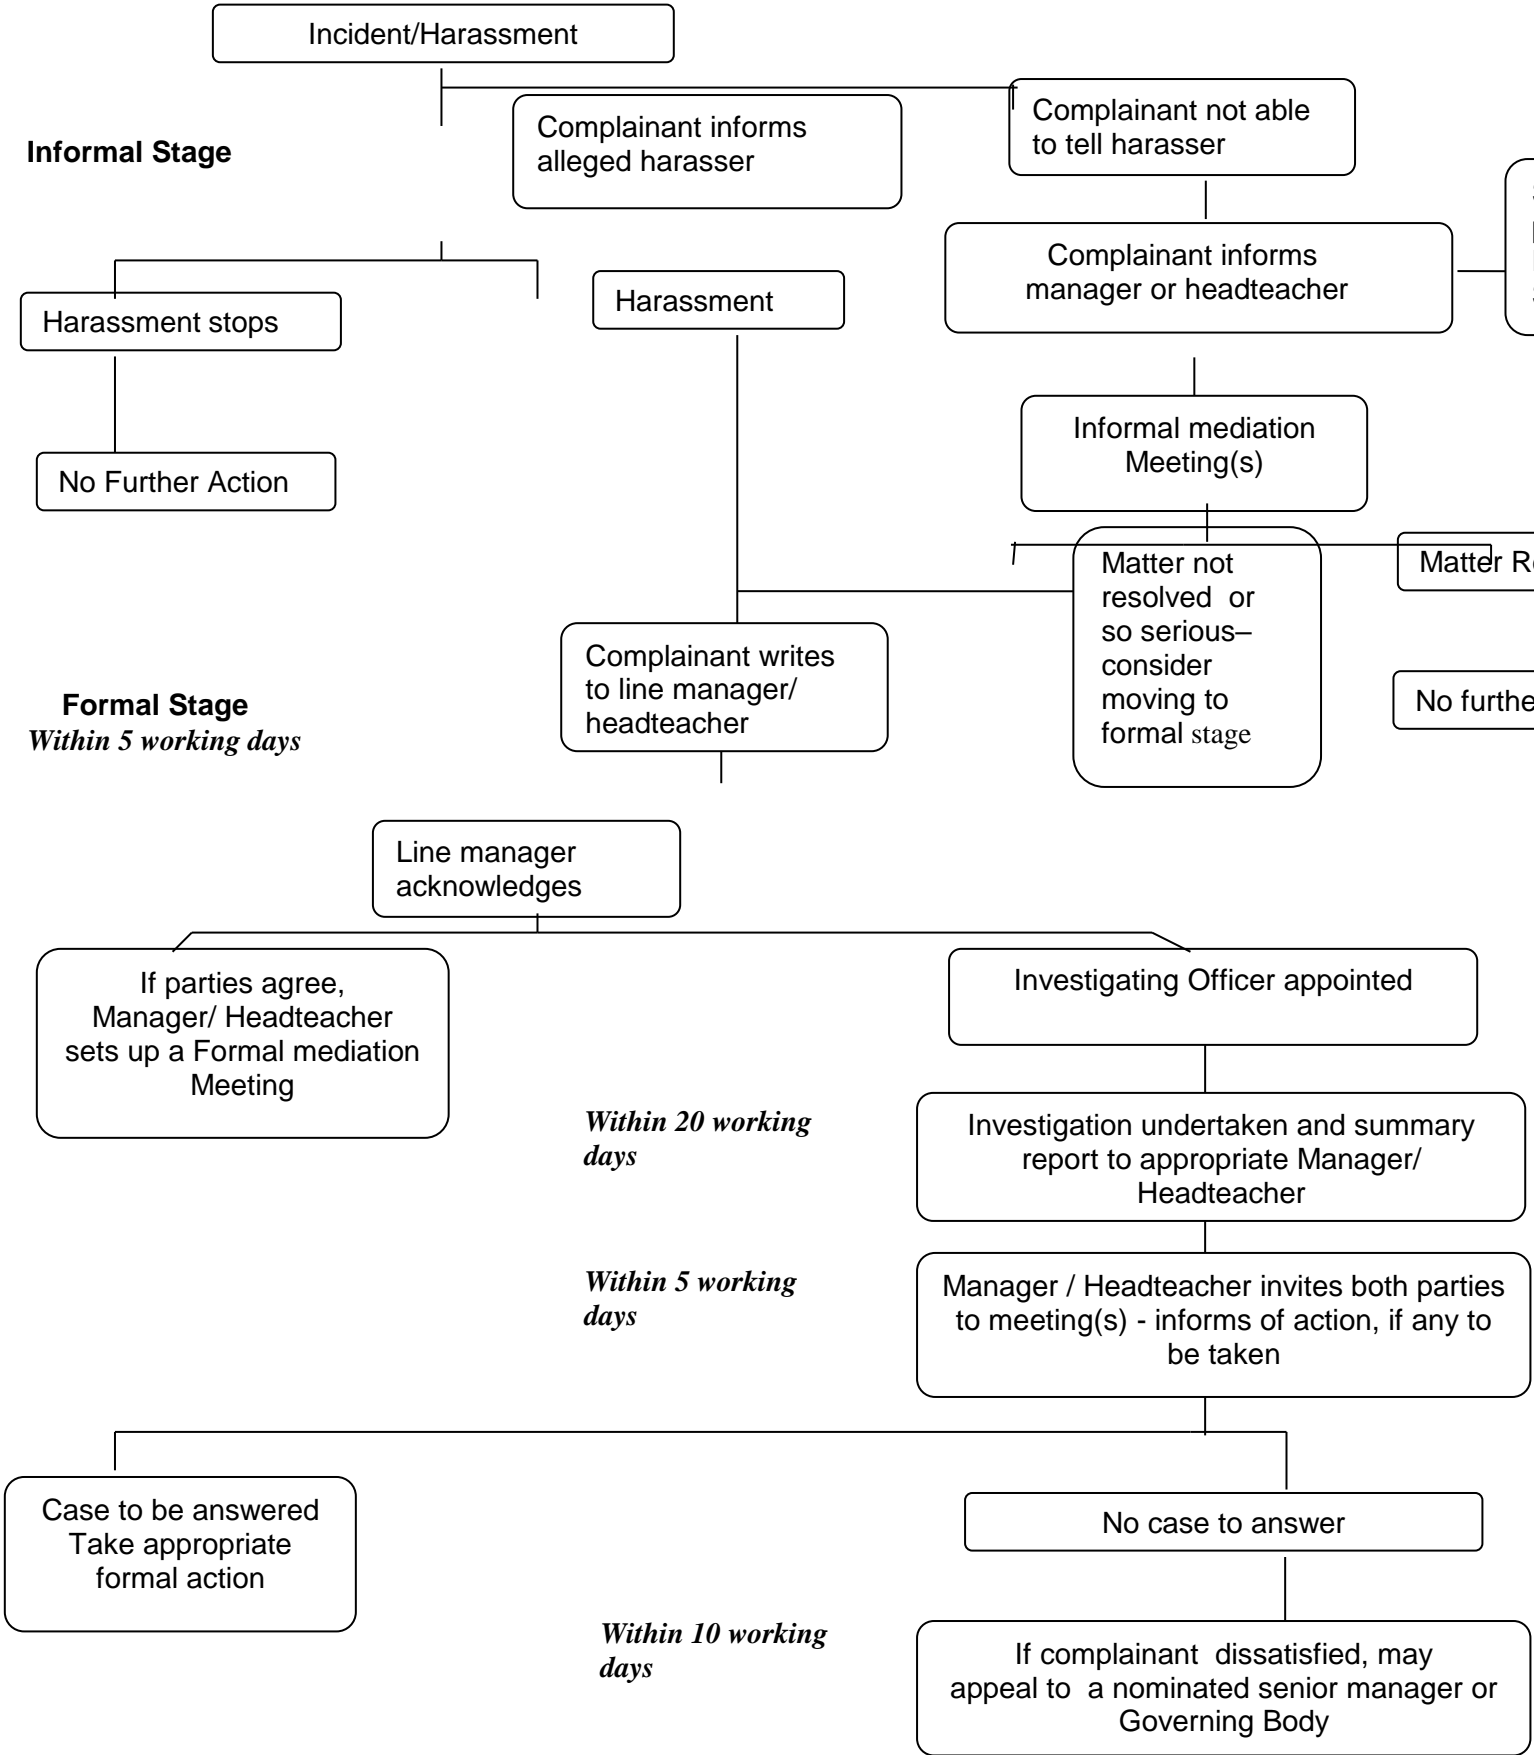 Incident/Harassment
Complainant informs
alleged harasser
Complainant not able
to tell harasser
Informal Stage
Complainant informs
manager or headteacher
Harassment stops
Harassment
Informal mediation
Meeting(s)
No Further Action
Matter not
resolved or
so serious–
consider
moving to
formal stage
Matter
Complainant writes
to line manager/
headteacher
No
Formal Stage
Within 5 working days
Line manager
acknowledges
If parties agree,
Manager/ Headteacher
sets up a Formal mediation
Meeting
Investigating Officer appointed
Within 20 working
days
Investigation undertaken and summary
report to appropriate Manager/
Headteacher
Within 5 working
days
Manager / Headteacher invites both parties
to meeting(s) - informs of action, if any to
be taken
Case to be answered
Take appropriate
formal action
No case to answer
Within 10 working
days
If complainant dissatisfied, may
appeal to a nominated senior manager or
Governing Body